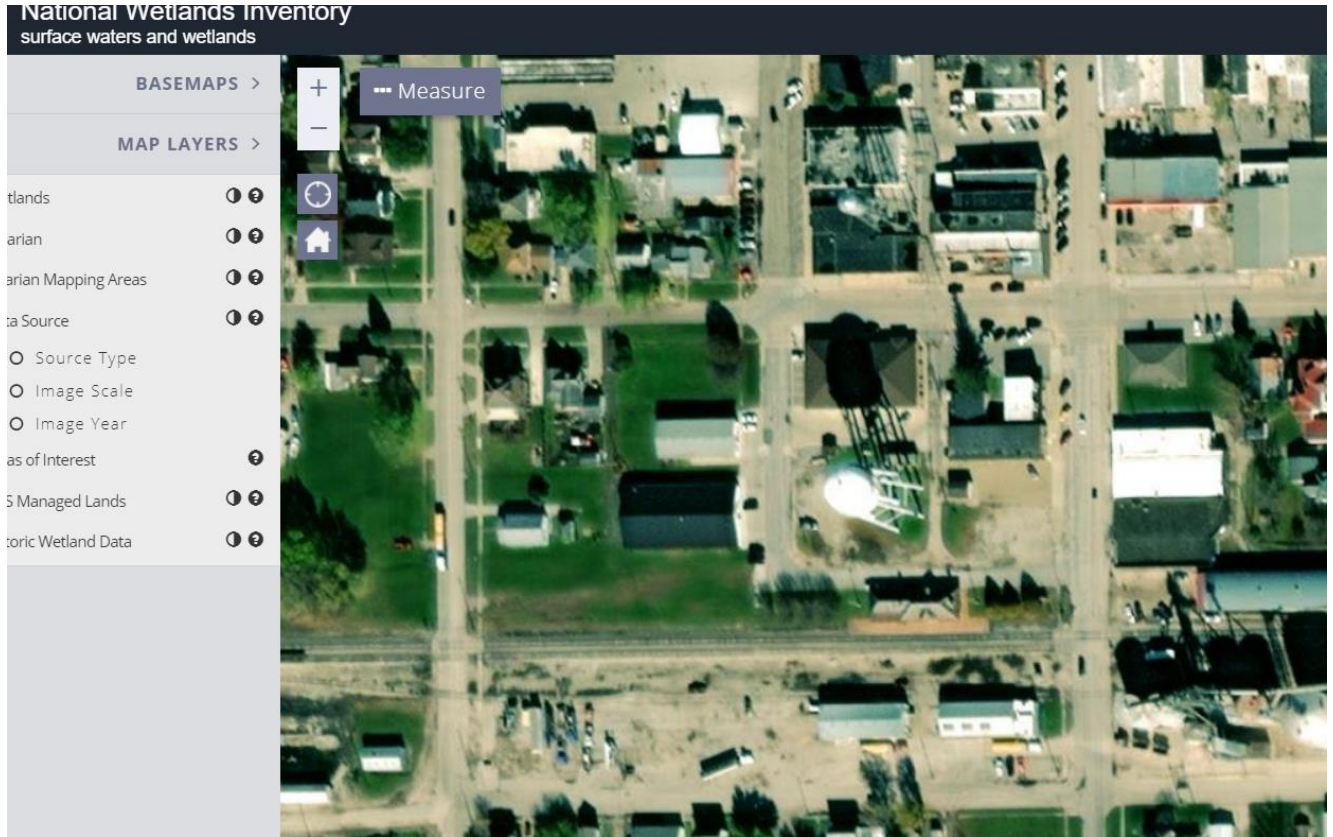 National Wetlands Inventory
surface waters and wetlands
BASEMAPS >
MAP LAYERS >
tlands
arian
arian Mapping Areas
ta Source
Source Type
Image Scale
Image Year
as of Interest
S Managed Lands
toric Wetland Data
+
−
Measure